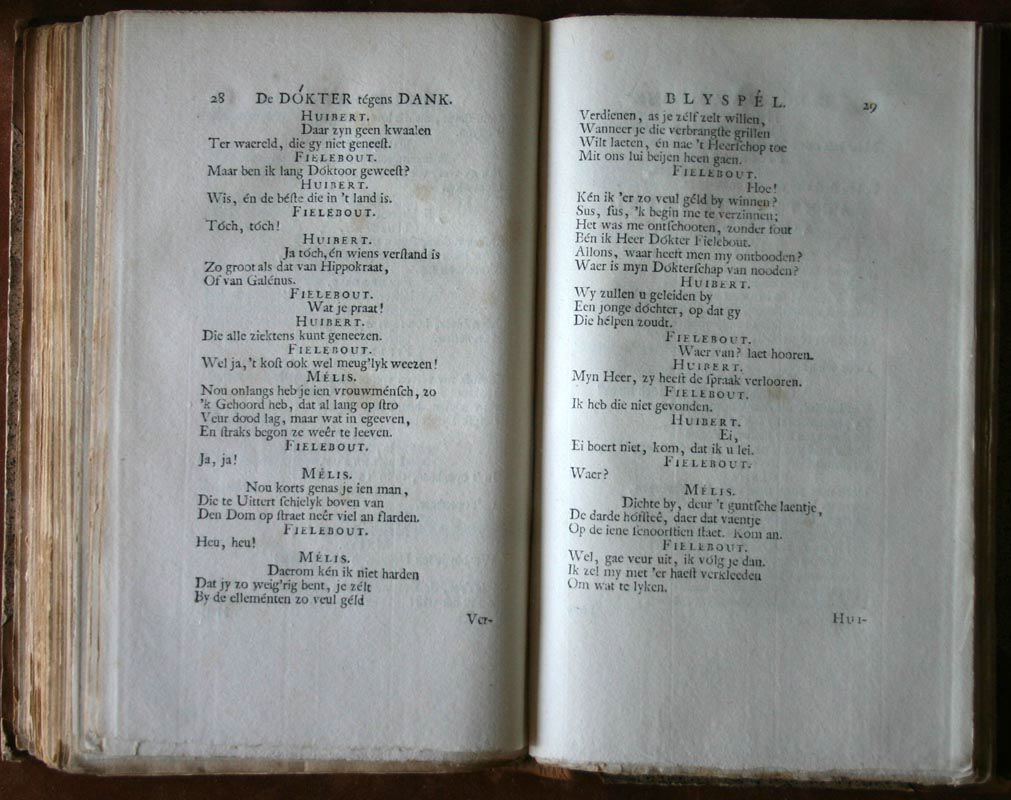 28 De DÓKTER tégens DANK.
HUIBERT.
Daar zyn geen kwaalen
Ter waereld, die gy niet geneest.
FIELEBOUT.
Maar ben ik lang Dóktoor geweest?
HUIBERT.
Wis, én de béste die in 't land is.
FIELEBOUT.
Tóch, tóch!
HUIBERT.
Ja tóch, én wiens verstand is
Zo groot als dat van Hippokraat,
Of van Galénus.
FIELEBOUT.
Wat je praat!
HUIBERT.
Die alle ziektens kunt geneezen.
FIELEBOUT.
Wel ja, 't kost ook wel meug'lyk weezen!
MÉLIS.
Nou onlangs heb je ien vrouwménsch, zo
'k Gehoord heb, dat al lang op stro
Veur dood lag, maar wat in egeeven,
En straks begon ze weêr te leeven.
FIELEBOUT.
Ja, ja!
MÉLIS.
Nou korts genas je ien man,
Die te Uittert schielyk boven van
Den Dom op straet neêr viel an flarden.
FIELEBOUT.
Heu, heu!
MÉLIS.
Daerom kén ik niet harden
Dat jy zo weig'rig bent, je zélt
By de elleménten zo veul géld
Ver-
BLYSPÉL. 29
Verdienen, as je zélf zelt willen,
Wanneer je die verbrangste grillen
Wilt laeten, én nae 't Heerschop toe
Mit ons lui beijen heen gaen.
FIELEBOUT.
Hoe!
Kén ik 'er zo veul géld by winnen?
Sus, sus, 'k begin me te verzinnen;
Het was me ontschooten, zonder fout
Bén ik Heer Dókter Fielebout.
Allons, waar heeft men my ontbooden?
Waer is myn Dókterschap van nooden?
HUIBERT.
Wy zullen u geleiden by
Een jonge dóchter, op dat gy
Die hélpen zoudt.
FIELEBOUT.
Waer van? laet hooren.
HUIBERT.
Myn Heer, zy heeft de spraak verlooren.
FIELEBOUT.
Ik heb die niet gevonden.
HUIBERT.
Ei,
Ei boert niet, kom, dat ik u lei.
FIELEBOUT.
Waer?
MÉLIS.
Dichte by, deur 't guntsche laentje,
De darde hófsteê, daer dat vaentje
Op de iene schoorstien staet. Kom an.
FIELEBOUT.
Wel, gae veur uit, ik vólg je dan.
Ik zel my met 'er haest verkleeden
Om wat te lyken.
HUI-